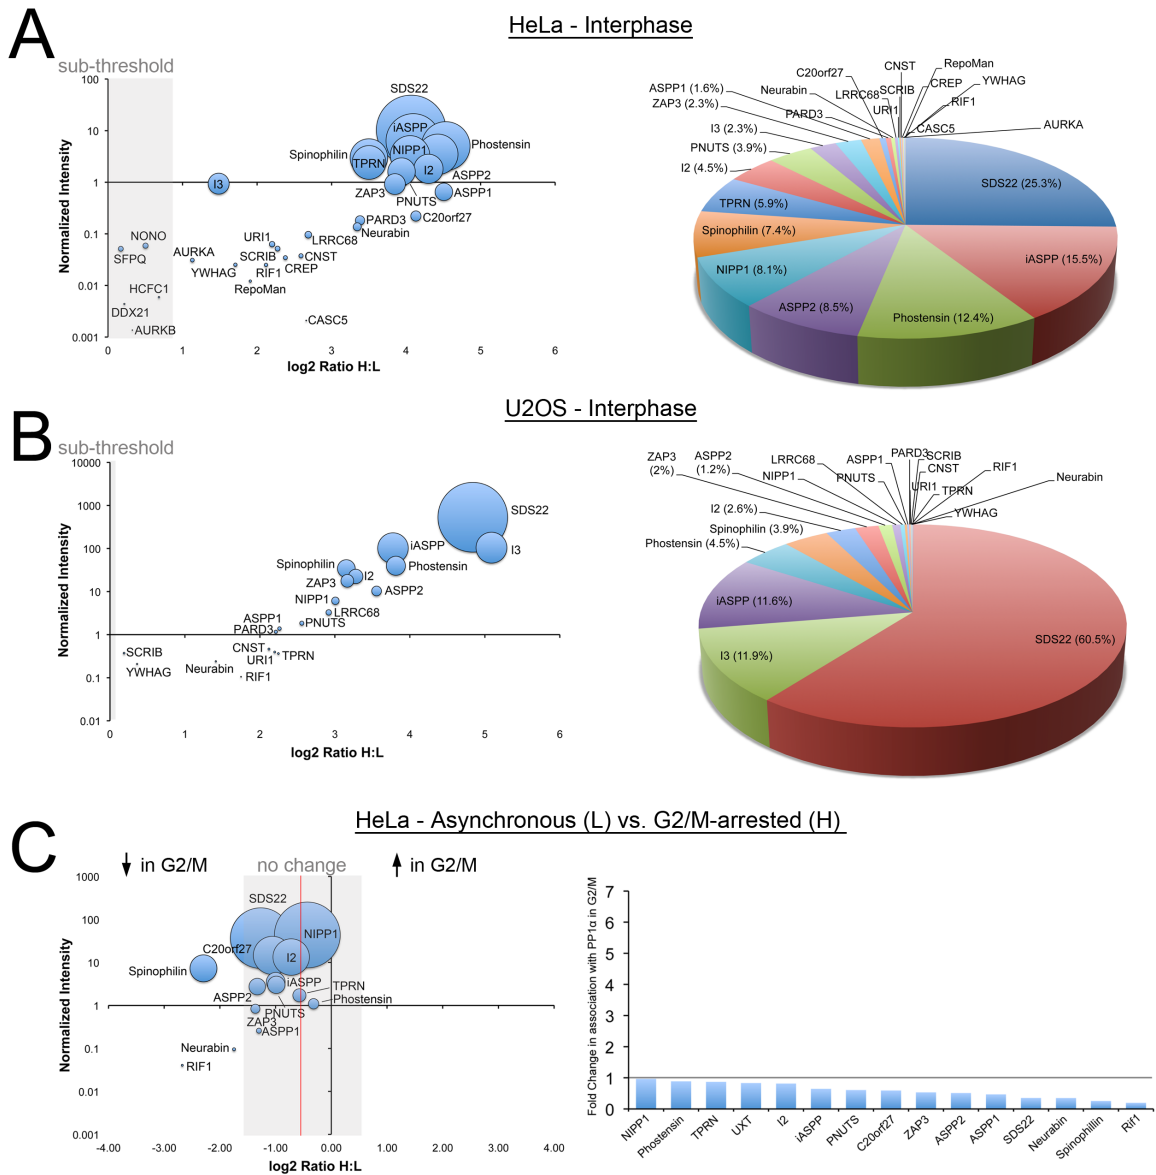 A
HeLa - Interphase
sub-threshold
100
10
1
0.1
0.01
0.001
Normalized Intensity
0
1
2
3
4
5
6
log2 Ratio H:L
SDS22
iASPP
Phostensin
NIPP1
Spinophilin
TPRN
I2
ASPP2
I3
ZAP3
ASPP1
PNUTS
PARD3
C20orf27
Neurabin
NONO
SFPQ
URI1
LRRC68
AURKA
SCRIB
CNST
YWHAG
RIF1
CREP
RepoMan
HCFC1
DDX21
AURKB
CASC5
CNST
RepoMan
C20orf27
YWHAG
ASPP1 (1.6%)
Neurabin
SCRIB
CREP
LRRC68
ZAP3 (2.3%)
RIF1
PARD3
URI1
I3 (2.3%)
CASC5
AURKA
PNUTS (3.9%)
I2 (4.5%)
SDS22 (25.3%)
TPRN (5.9%)
Spinophilin (7.4%)
iASPP (15.5%)
NIPP1 (8.1%)
ASPP2 (8.5%)
Phostensin (12.4%)
B
U2OS - Interphase
sub-threshold
10000
1000
100
10
1
0.1
0.01
Normalized Intensity
0
1
2
3
4
5
6
log2 Ratio H:L
SDS22
iASPP
I3
Spinophilin
Phostensin
I2
ZAP3
ASPP2
NIPP1
LRRC68
ASPP1
PNUTS
PARD3
SCRIB
CNST
TPRN
URI1
YWHAG
Neurabin
RIF1
ZAP3
(2%)
ASPP2
(1.2%)
LRRC68
NIPP1
ASPP1
PNUTS
PARD3
SCRIB
CNST
RIF1
URI1
TPRN
Neurabin
YWHAG
I2 (2.6%)
Spinophilin (3.9%)
Phostensin (4.5%)
iASPP (11.6%)
SDS22 (60.5%)
I3 (11.9%)
C
HeLa - Asynchronous (L) vs. G2/M-arrested (H)
in G2/M
no change
in G2/M
1000
100
10
1
0.1
0.01
0.001
Normalized Intensity
-4.00
-3.00
-2.00
-1.00
0.00
1.00
2.00
3.00
4.00
log2 Ratio H:L
SDS22
NIPP1
C20orf27
I2
Spinophilin
iASPP
TPRN
ASPP2
Phostensin
PNUTS
ZAP3
ASPP1
Neurabin
RIF1
Fold Change in association with PP1α in G2/M
7
6
5
4
3
2
1
0
NIPP1
Phostensin
TPRN
UXT
I2
iASPP
PNUTS
C20orf27
ZAP3
ASPP2
ASPP1
SDS22
Neurabin
Spinophilin
Rif1